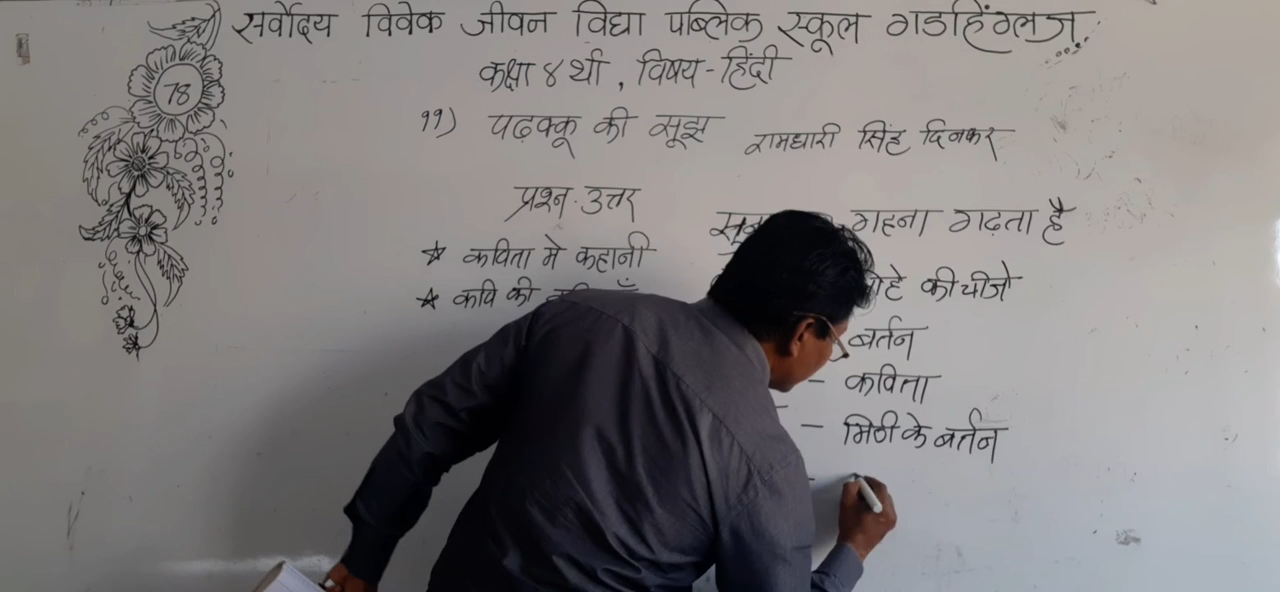 सर्वोदय विवेक जीवन विद्या पब्लिक स्कूल गडहिंग्लज.
78
कक्षा ४ थी, विषय - हिंदी
११) पढ़क्कू की सूझ रामधारी सिंह दिनकर
प्रश्न. उत्तर
गहना गढ़ता है
* कविता मे कहानी
* कवि की
की चीजे
बर्तन
- कविता
- मिठी के बर्तन
-